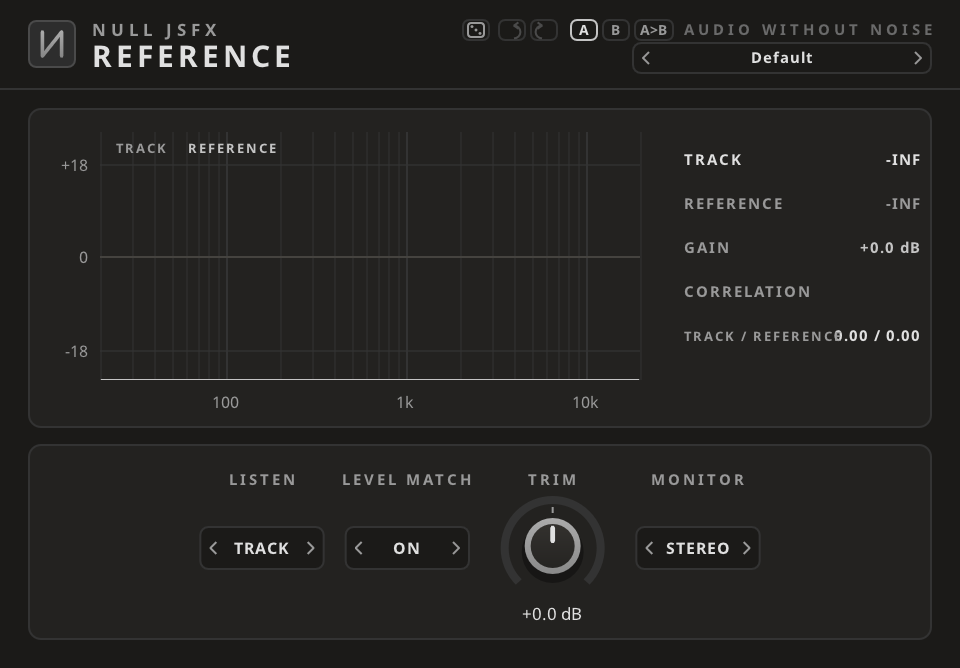 NULL JSFX
REFERENCE
A B A>B AUDIO WITHOUT NOISE
Default
TRACK REFERENCE
+18
0
-18
100 1k 10k
TRACK -INF
REFERENCE -INF
GAIN +0.0 dB
CORRELATION
TRACK / REFERENCE 0.00 / 0.00
LISTEN LEVEL MATCH TRIM MONITOR
TRACK ON STEREO
+0.0 dB